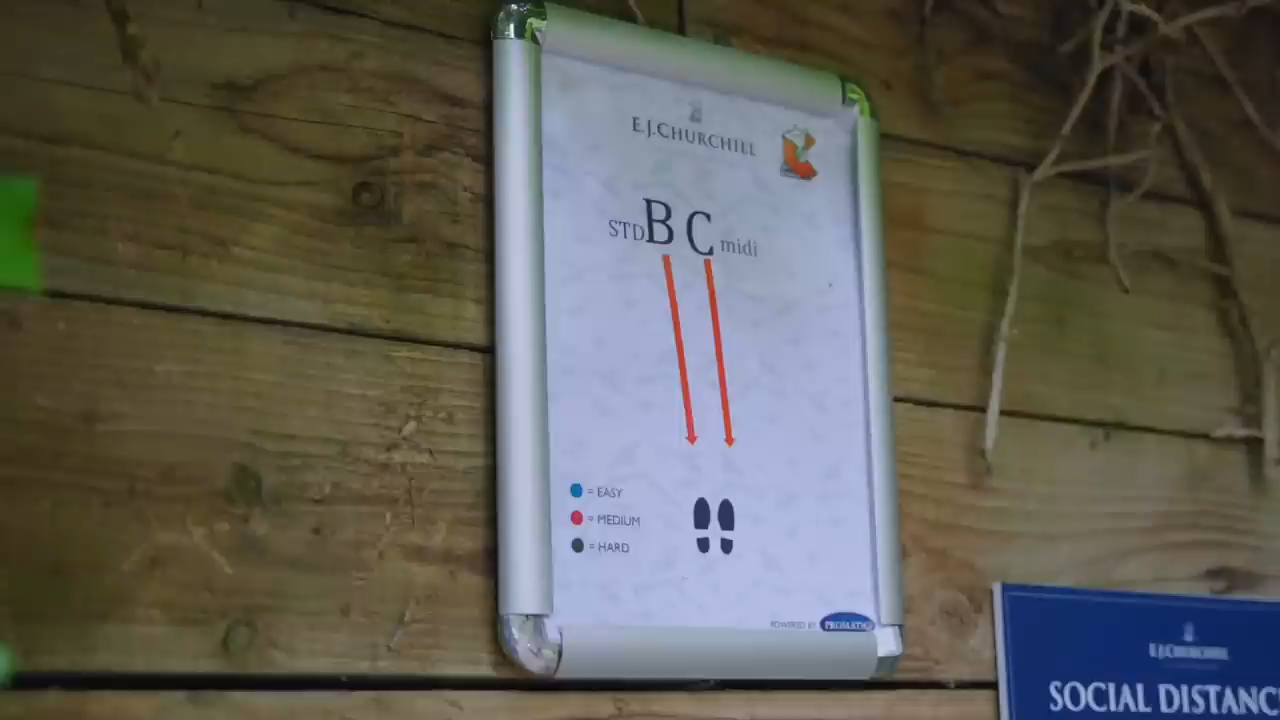 E.J.CHURCHILL
STD B C midi
= EASY
= MEDIUM
= HARD
POWERED BY PROMATIC
E.J.CHURCHILL
SOCIAL DISTANC